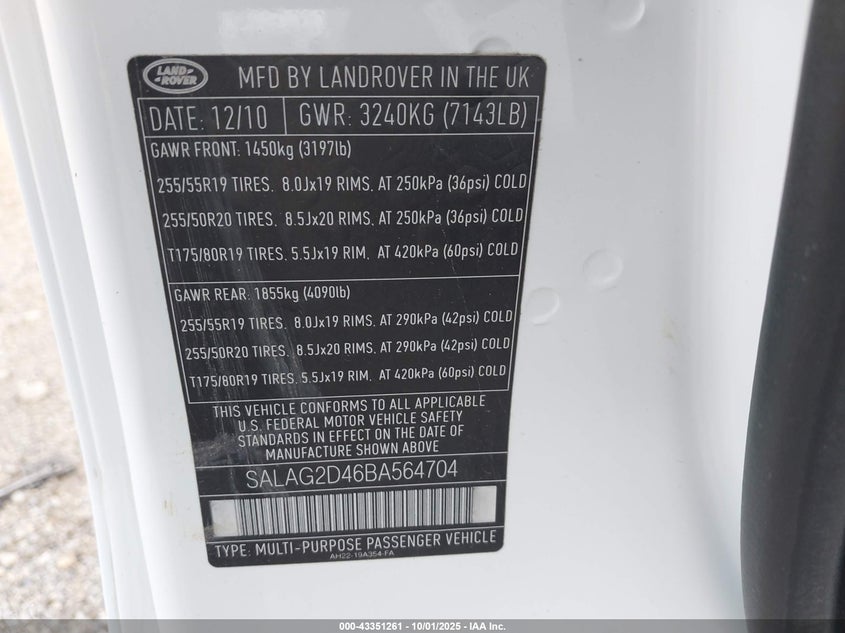 LAND
ROVER
MFD BY LANDROVER IN THE UK
DATE: 12/10 GWR: 3240KG (7143LB)
GAWR FRONT: 1450kg (3197lb)
255/55R19 TIRES. 8.0Jx19 RIMS, AT 250kPa (36psi) COLD
255/50R20 TIRES. 8.5Jx20 RIMS, AT 250kPa (36psi) COLD
T175/80R19 TIRES. 5.5Jx19 RIM, AT 420kPa (60psi) COLD
GAWR REAR: 1855kg (4090lb)
255/55R19 TIRES. 8.0Jx19 RIMS, AT 290kPa (42psi) COLD
255/50R20 TIRES. 8.5Jx20 RIMS, AT 290kPa (42psi) COLD
T175/80R19 TIRES. 5.5Jx19 RIM, AT 420kPa (60psi) COLD
THIS VEHICLE CONFORMS TO ALL APPLICABLE
U.S. FEDERAL MOTOR VEHICLE SAFETY
STANDARDS IN EFFECT ON THE DATE OF
MANUFACTURE SHOWN ABOVE
SALAG2D46BA564704
TYPE: MULTI-PURPOSE PASSENGER VEHICLE
AH22-19A354-FA
000-43351261 - 10/01/2025 - IAA Inc.